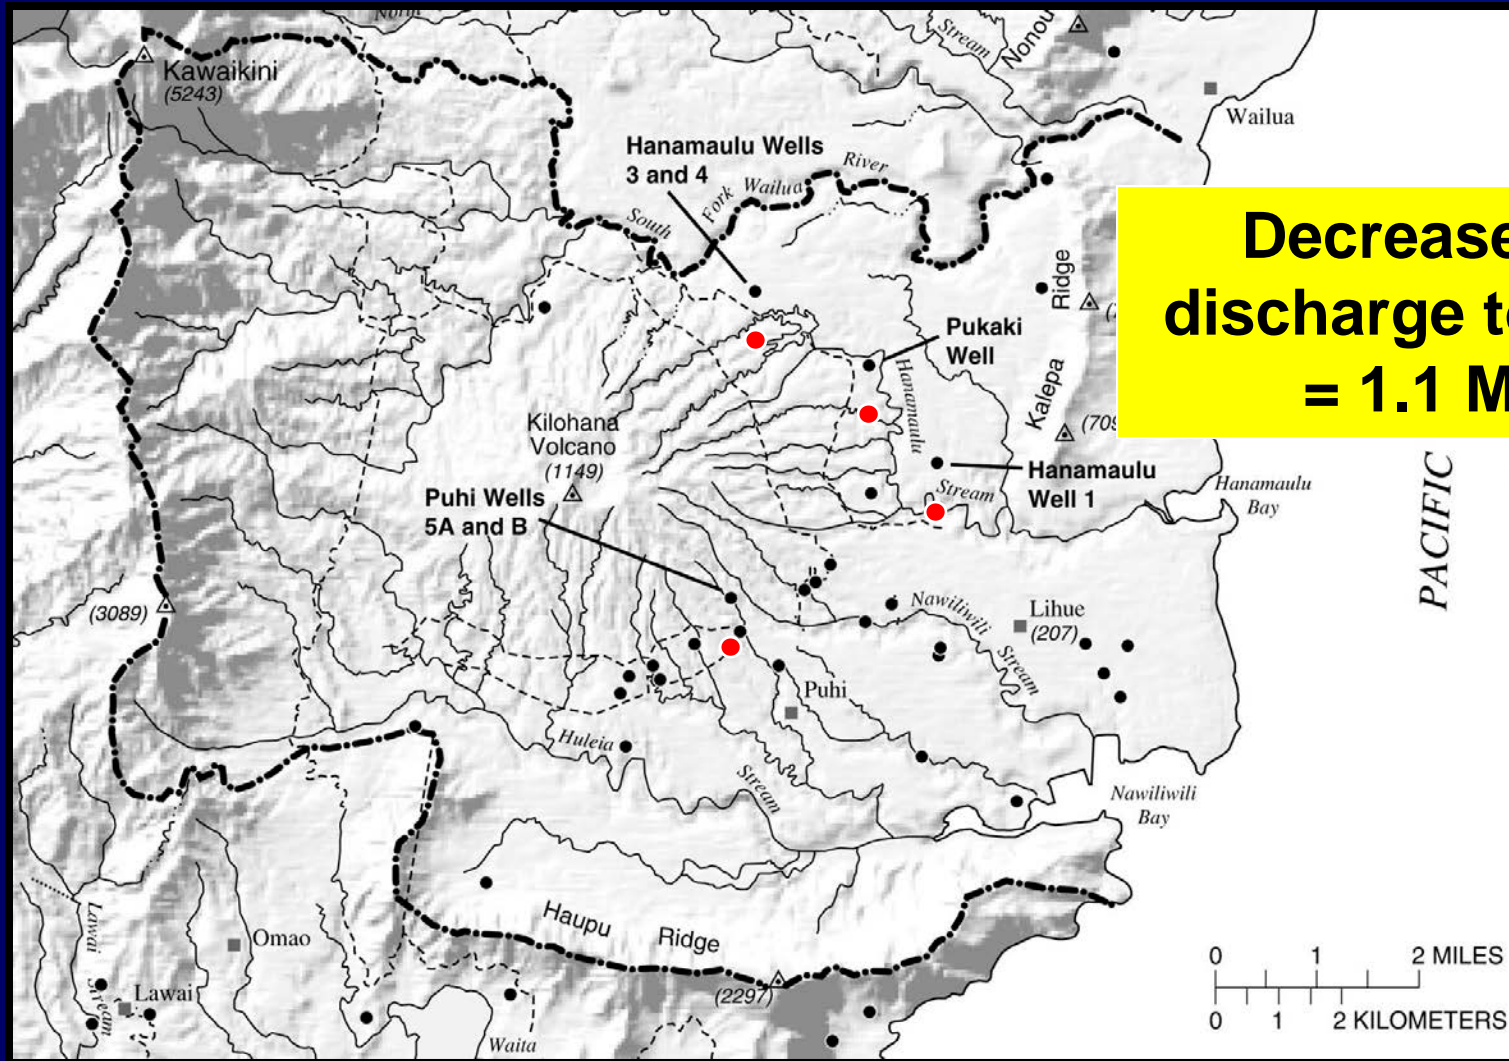 North
Stream
Nonou
Kawaikini
(5243)
Wailua
Hanamaulu Wells
3 and 4
South Fork Wailua River
Decrease
discharge t
= 1.1 M
Ridge
Kalepa
(709
Pukaki
Well
Hanamaulu
Stream
Kilohana
Volcano
(1149)
Puhi Wells
5A and B
Hanamaulu
Well 1
Hanamaulu
Bay
PACIFIC
(3089)
Nawiliwili
Stream
Lihue
(207)
Puhi
Huleia
Stream
Nawiliwili
Bay
Haupu Ridge
(2297)
Lawai
Stream
Omao
Lawai
Waita
0 1 2 MILES
0 1 2 KILOMETERS